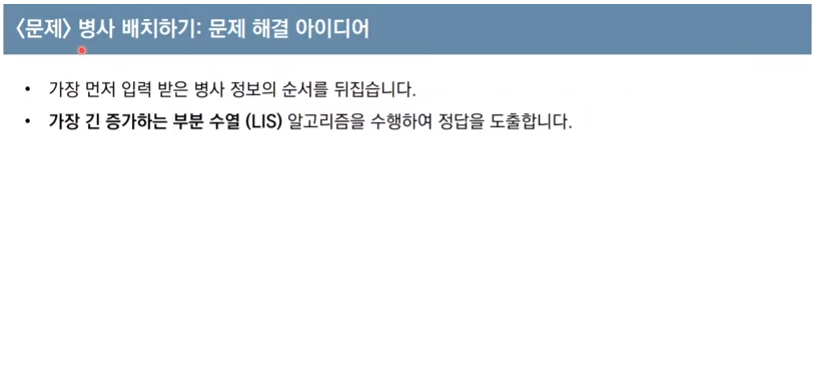 〈문제〉 병사 배치하기: 문제 해결 아이디어
• 가장 먼저 입력 받은 병사 정보의 순서를 뒤집습니다.
• 가장 긴 증가하는 부분 수열 (LIS) 알고리즘을 수행하여 정답을 도출합니다.